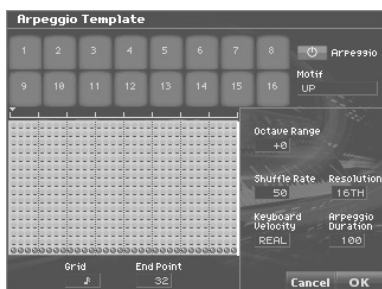 Arpeggio Template
1 2 3 4 5 6 7 8
Arpeggio
9 10 11 12 13 14 15 16
Motif
UP
Octave Range
+0
Shuffle Rate Resolution
50 16TH
Keyboard Velocity Arpeggio Duration
REAL 100
Grid End Point
♪ 32
Cancel OK